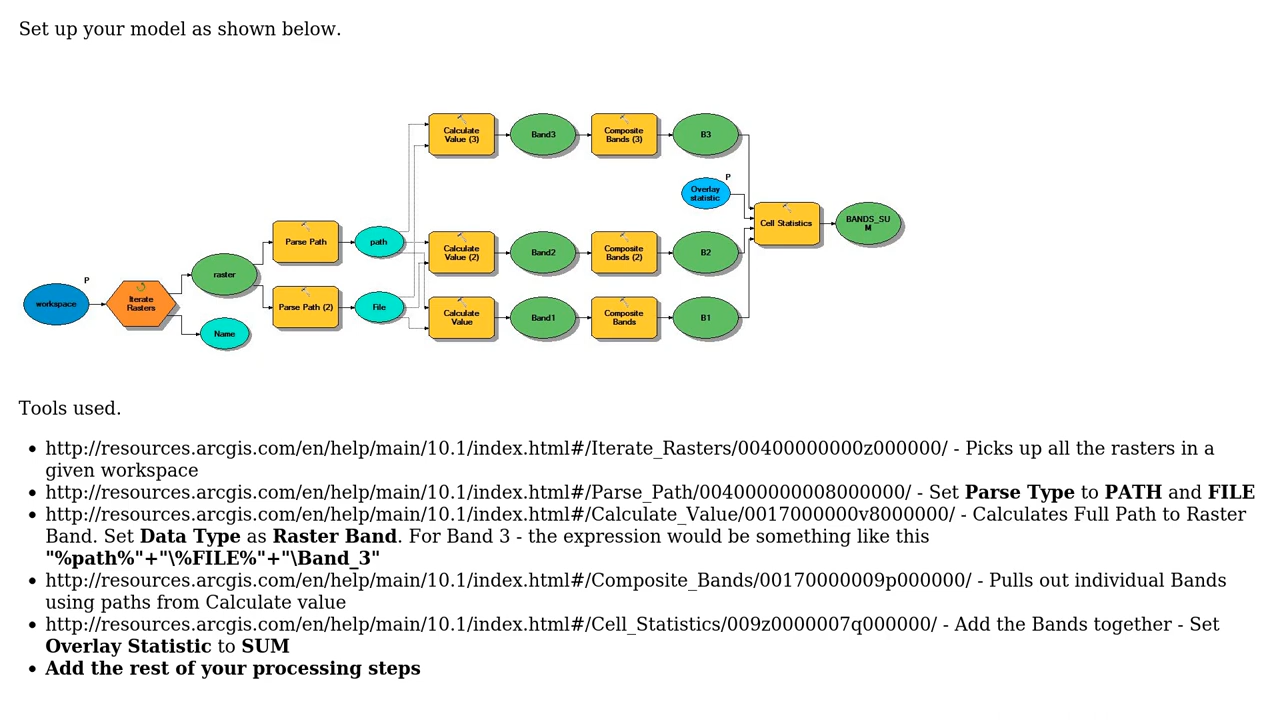 Set up your model as shown below.
Calculate
Value (3)
Band3
Composite
Bands (3)
B3
P
Overlay
statistic
Cell Statistics
BANDS_SU
M
Parse Path
path
Calculate
Value (2)
Band2
Composite
Bands (2)
B2
raster
P
workspace
Iterate
Rasters
Parse Path (2)
File
Calculate
Value
Band1
Composite
Bands
B1
Name
Tools used.
• http://resources.arcgis.com/en/help/main/10.1/index.html#/Iterate_Rasters/00400000000z000000/ - Picks up all the rasters in a
given workspace
• http://resources.arcgis.com/en/help/main/10.1/index.html#/Parse_Path/004000000008000000/ - Set Parse Type to PATH and FILE
• http://resources.arcgis.com/en/help/main/10.1/index.html#/Calculate_Value/0017000000v8000000/ - Calculates Full Path to Raster
Band. Set Data Type as Raster Band. For Band 3 - the expression would be something like this
"%path%"+"\%FILE%"+"\Band_3"
• http://resources.arcgis.com/en/help/main/10.1/index.html#/Composite_Bands/00170000009p000000/ - Pulls out individual Bands
using paths from Calculate value
• http://resources.arcgis.com/en/help/main/10.1/index.html#/Cell_Statistics/009z0000007q000000/ - Add the Bands together - Set
Overlay Statistic to SUM
• Add the rest of your processing steps